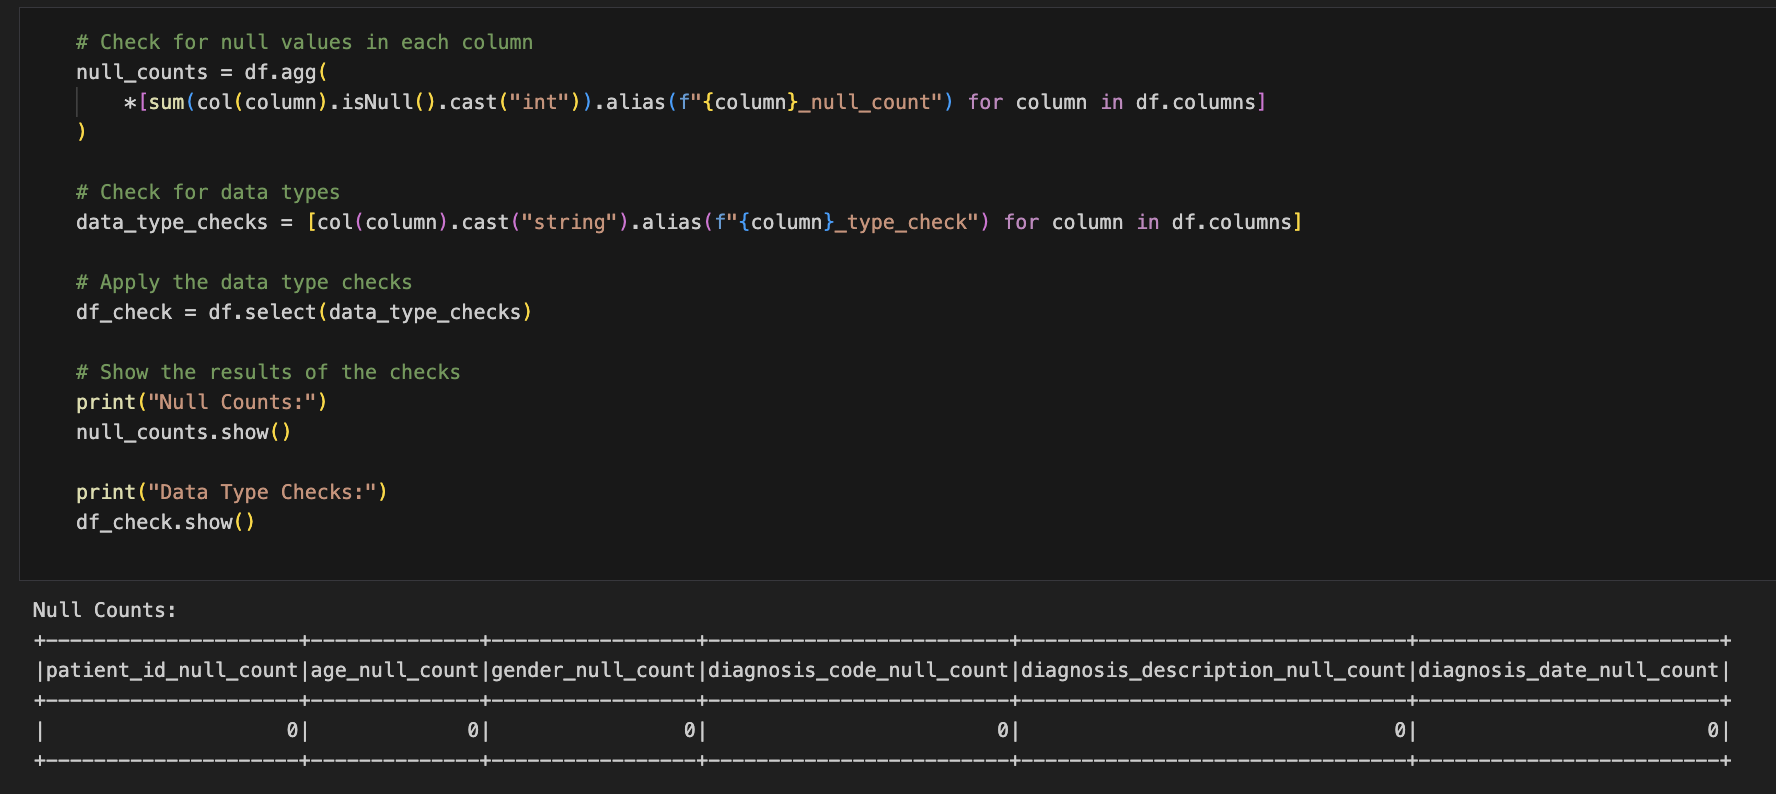 # Check for null values in each column
null_counts = df.agg(
    *[sum(col(column).isNull().cast("int")).alias(f"{column}_null_count") for column in df.columns]
)
# Check for data types
data_type_checks = [col(column).cast("string").alias(f"{column}_type_check") for column in df.columns]
# Apply the data type checks
df_check = df.select(data_type_checks)
# Show the results of the checks
print("Null Counts:")
null_counts.show()
print("Data Type Checks:")
df_check.show()
Null Counts:
+---------------------+--------------+-----------------+-------------------------+--------------------------------+-------------------------+
|patient_id_null_count|age_null_count|gender_null_count|diagnosis_code_null_count|diagnosis_description_null_count|diagnosis_date_null_count|
+---------------------+--------------+-----------------+-------------------------+--------------------------------+-------------------------+
|                    0|             0|                0|                        0|                               0|                        0|
+---------------------+--------------+-----------------+-------------------------+--------------------------------+-------------------------+